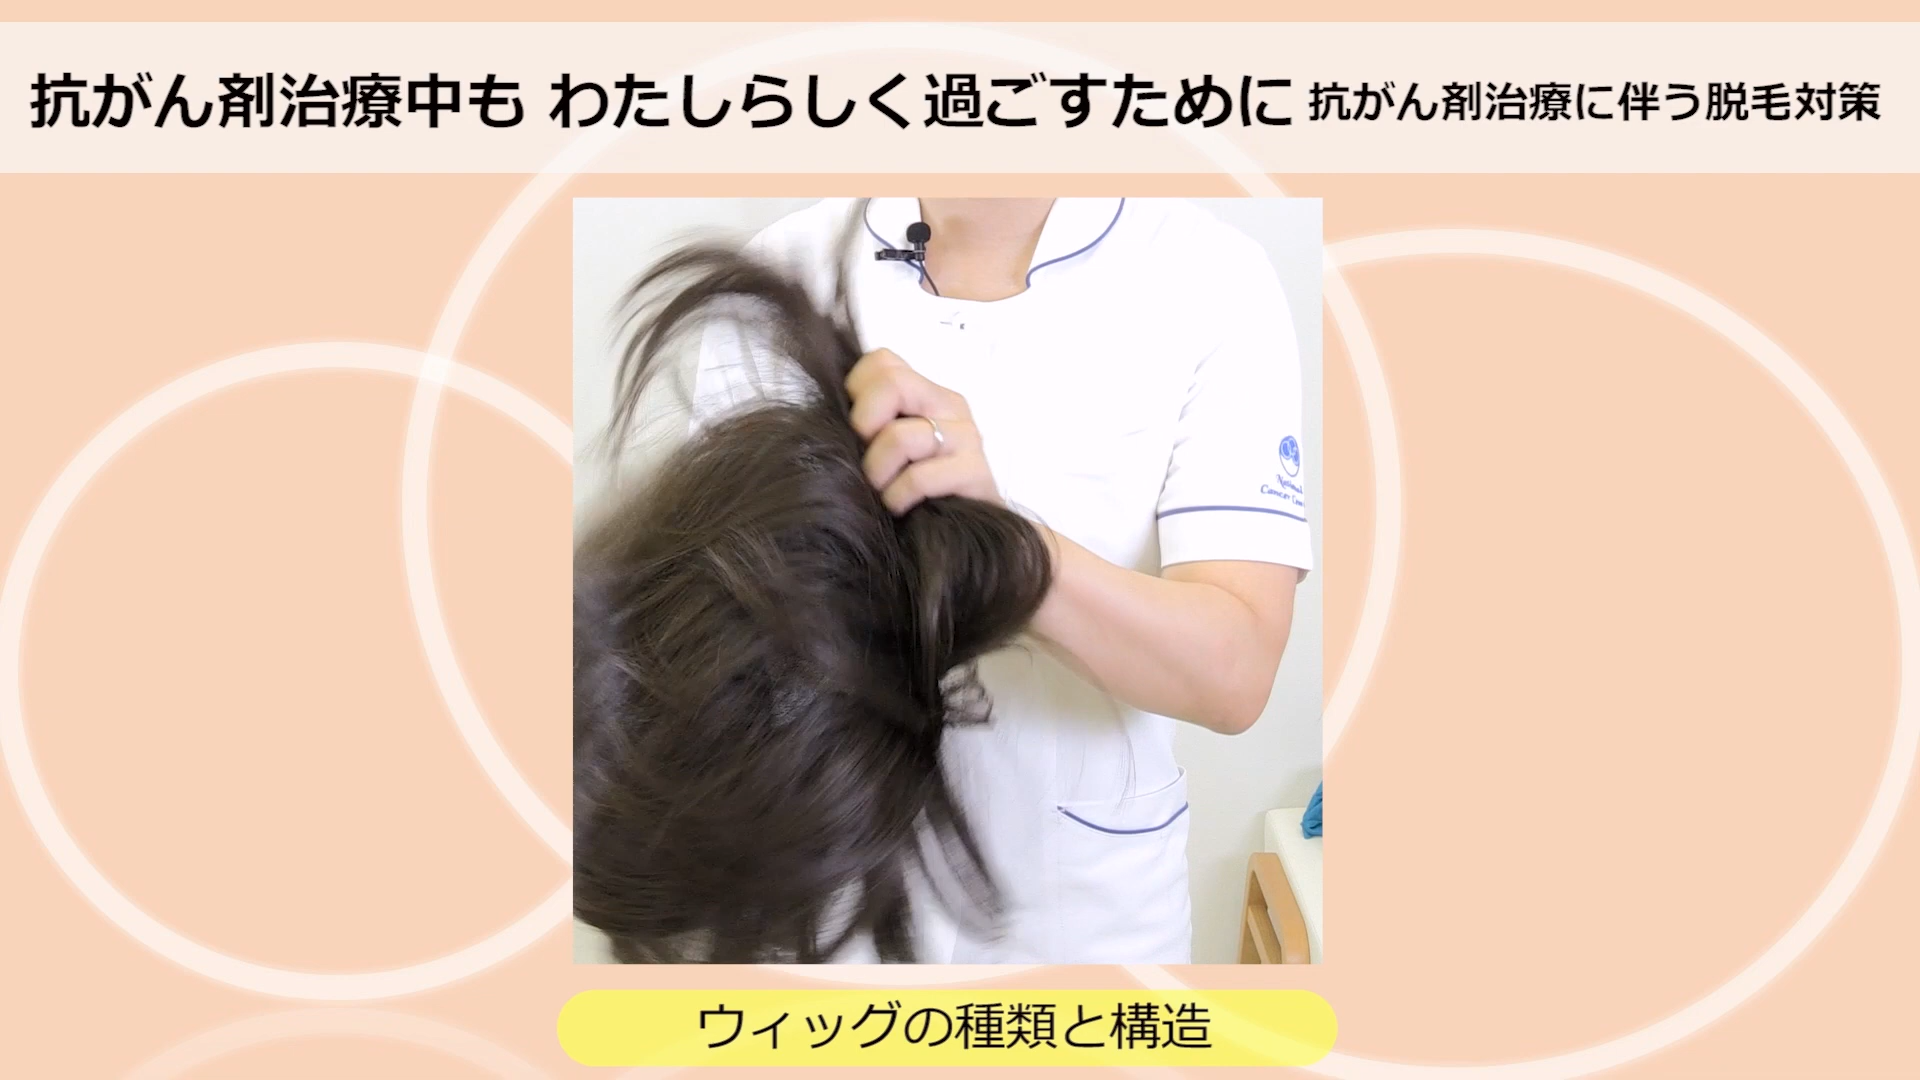 抗がん剤治療中も わたしらしく過ごすために 抗がん剤治療に伴う脱毛対策
National
Cancer
ウィッグの種類と構造